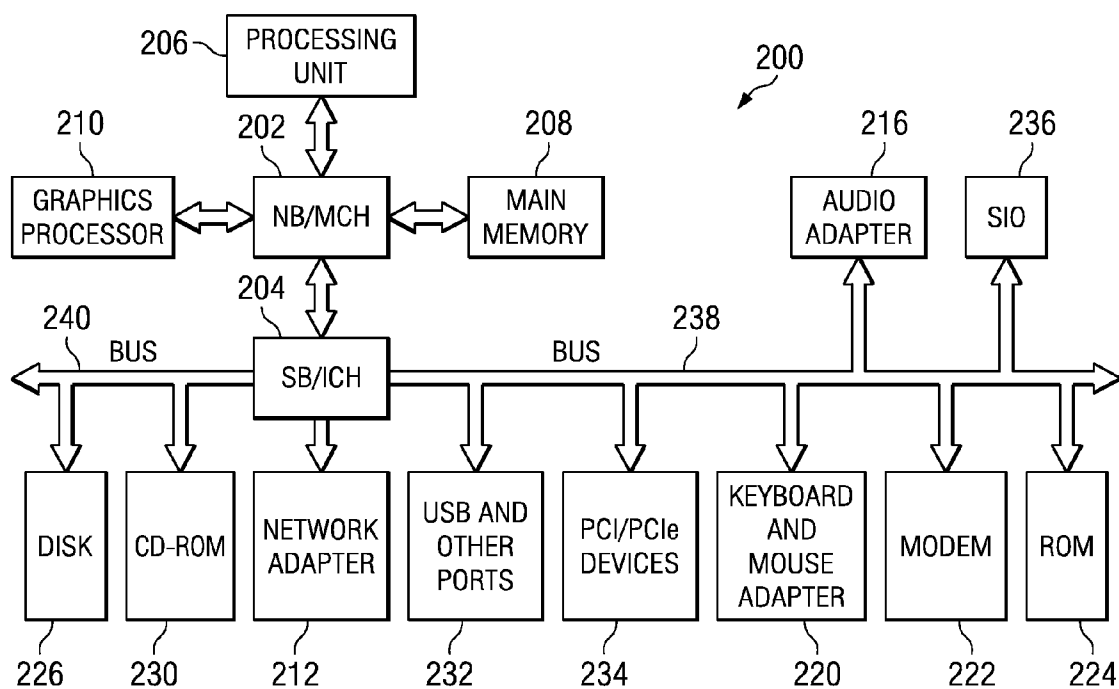 206
PROCESSING
UNIT
200
210
202
208
216
236
GRAPHICS
PROCESSOR
NB/MCH
MAIN
MEMORY
AUDIO
ADAPTER
SIO
204
240
BUS
SB/ICH
BUS
238
DISK
CD-ROM
NETWORK
ADAPTER
USB AND
OTHER
PORTS
PCI/PCIe
DEVICES
KEYBOARD
AND
MOUSE
ADAPTER
MODEM
ROM
226
230
212
232
234
220
222
224